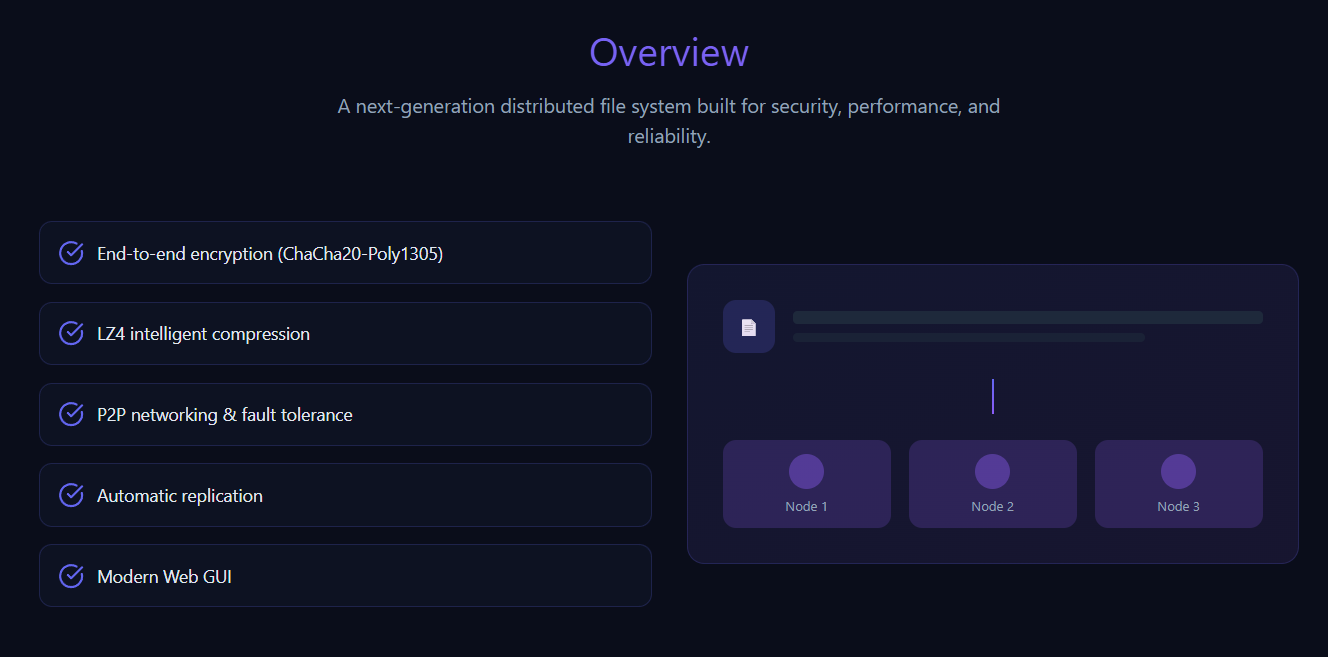 Overview
A next-generation distributed file system built for security, performance, and
reliability.
End-to-end encryption (ChaCha20-Poly1305)
LZ4 intelligent compression
P2P networking & fault tolerance
Automatic replication
Modern Web GUI
Node 1
Node 2
Node 3